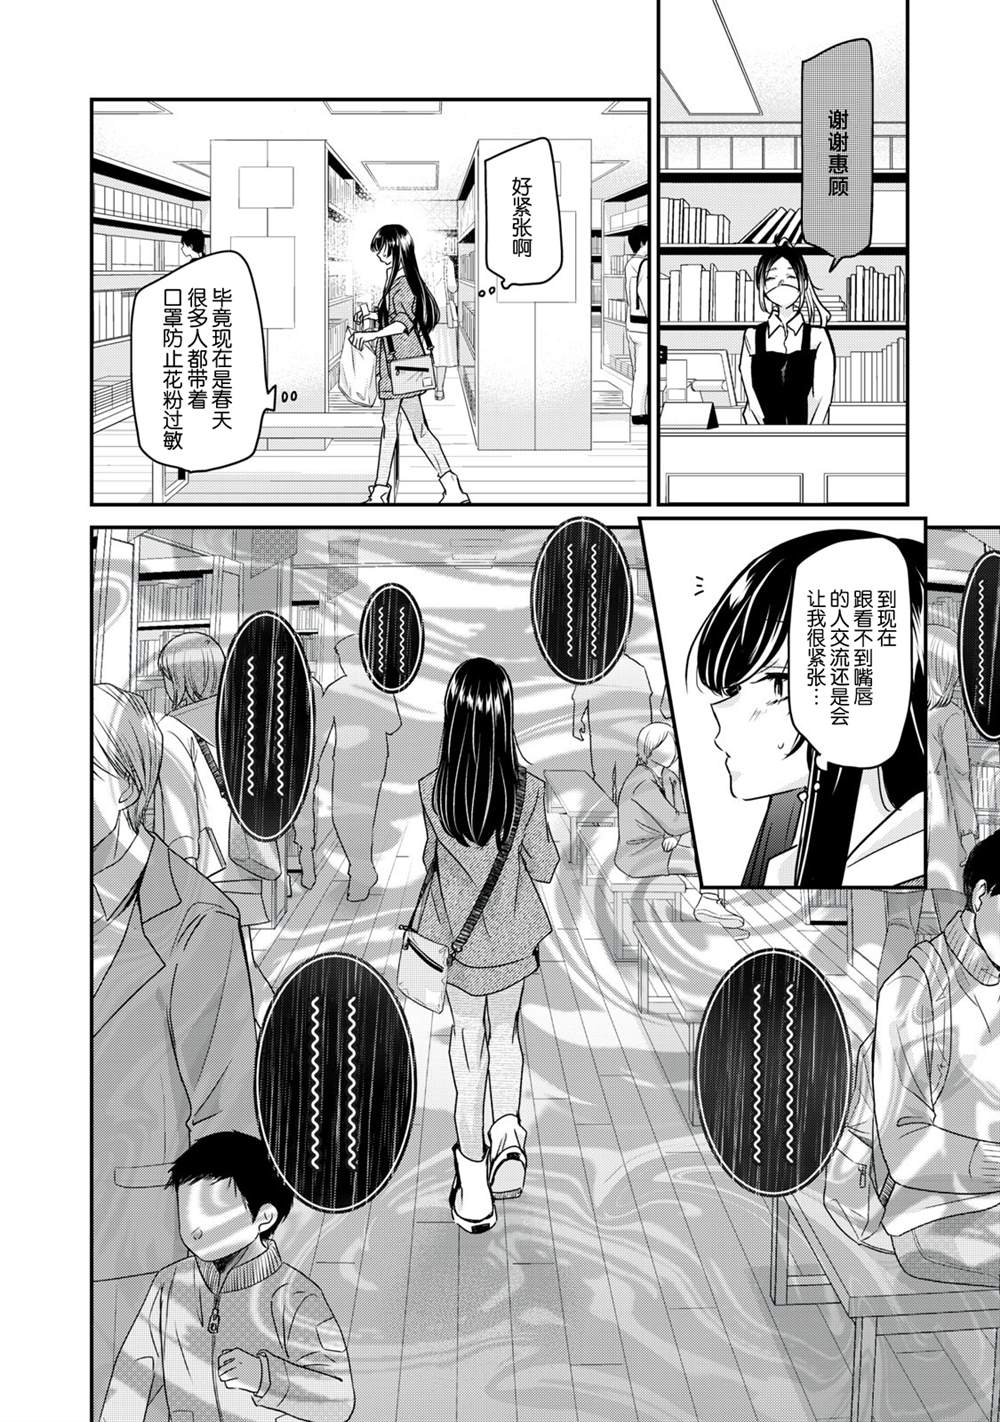 谢谢惠顾
好紧张啊
毕竟现在是春天
很多人都带着
口罩防止花粉过敏
到现在
跟看不到嘴唇
的人交流还是会
让我很紧张…